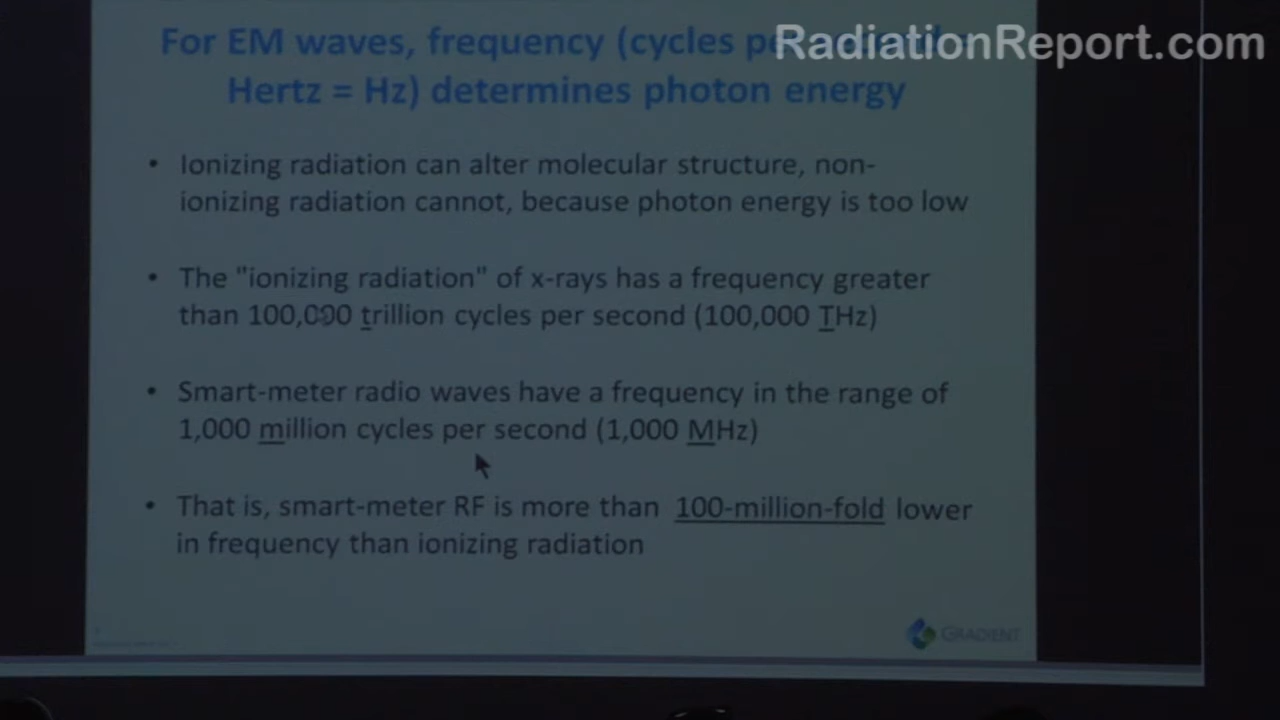 RadiationReport.com
For EM waves, frequency (cycles
Hertz = Hz) determines photon energy
• Ionizing radiation can alter molecular structure, non-
ionizing radiation cannot, because photon energy is too low
• The "ionizing radiation" of x-rays has a frequency greater
than 100,000 trillion cycles per second (100,000 THz)
• Smart-meter radio waves have a frequency in the range of
1,000 million cycles per second (1,000 MHz)
• That is, smart-meter RF is more than 100-million-fold lower
in frequency than ionizing radiation
GRADIENT